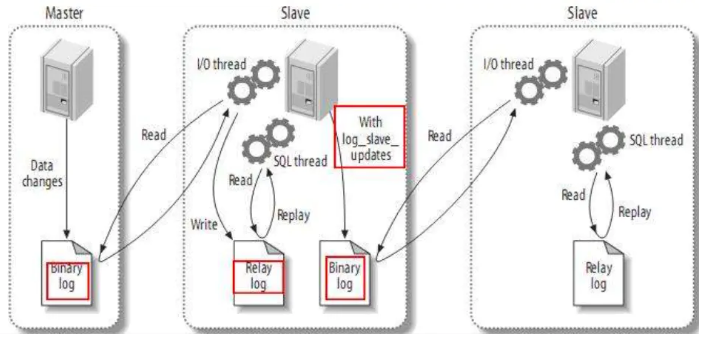 Master
Slave
Slave
I/O thread
I/O thread
Read
With
log_slave_
updates
Read
SQL thread
SQL thread
Data
changes
Read
Read
Write
Replay
Replay
Binary
log
Relay
log
Binary
log
Relay
log